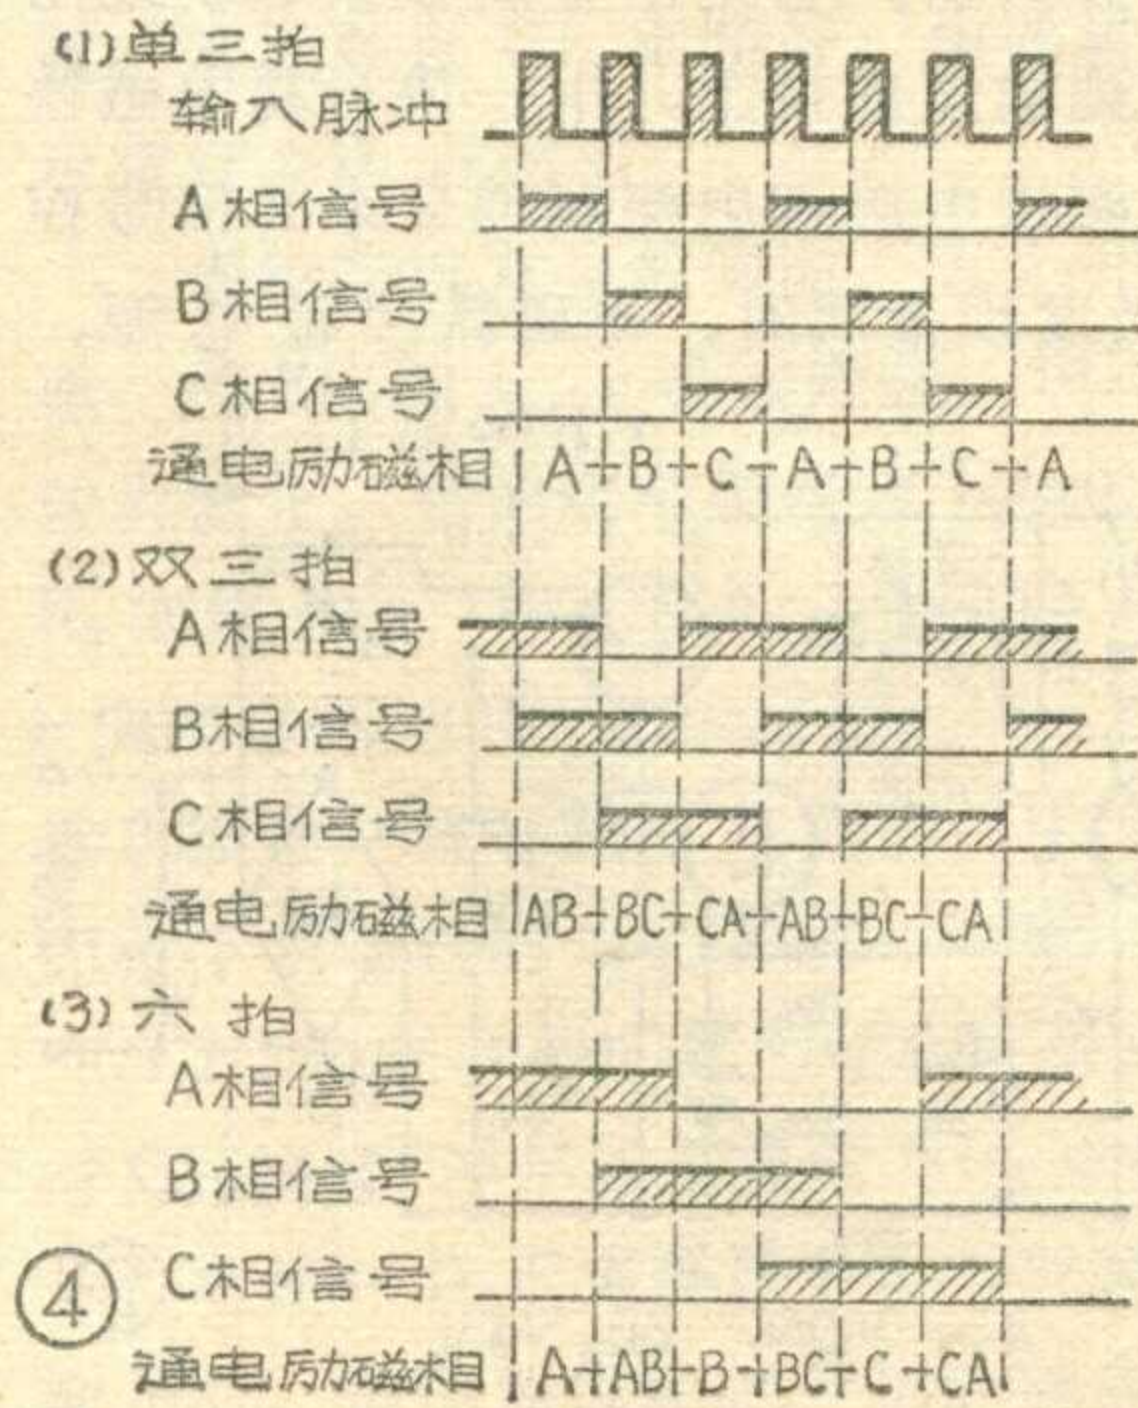 (1)单三拍
输入脉冲
A相信号
B相信号
C相信号
通电励磁相 A B C A B C A
(2)双三拍
A相信号
B相信号
C相信号
通电励磁相 AB BC CA AB BC CA
(3)六拍
A相信号
B相信号
C相信号
④
通电励磁相 A AB B BC C CA